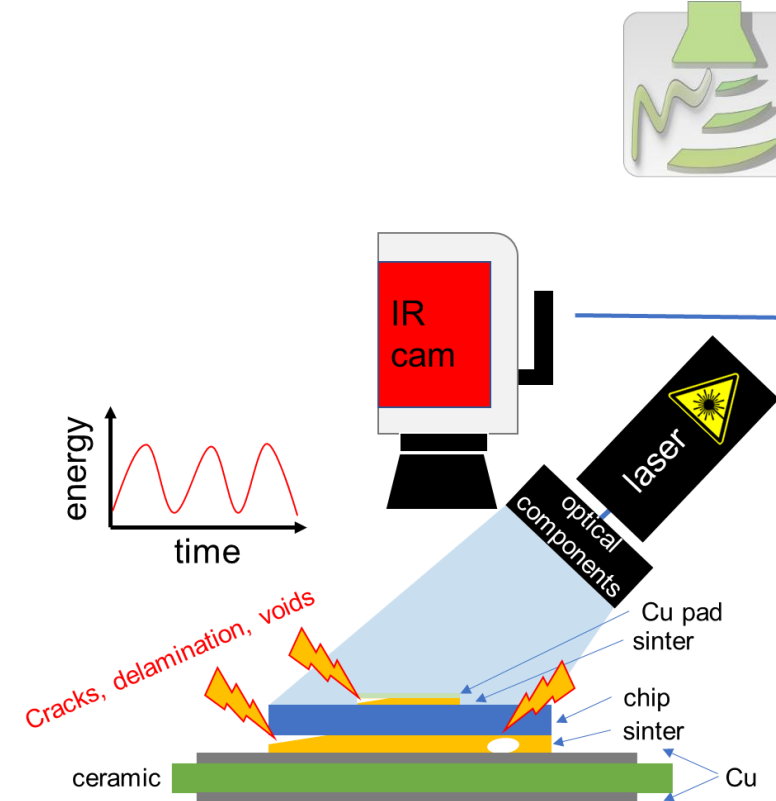 IR
cam
laser
optical
components
energy
time
Cracks, delamination, voids
Cu pad
sinter
chip
sinter
ceramic
Cu